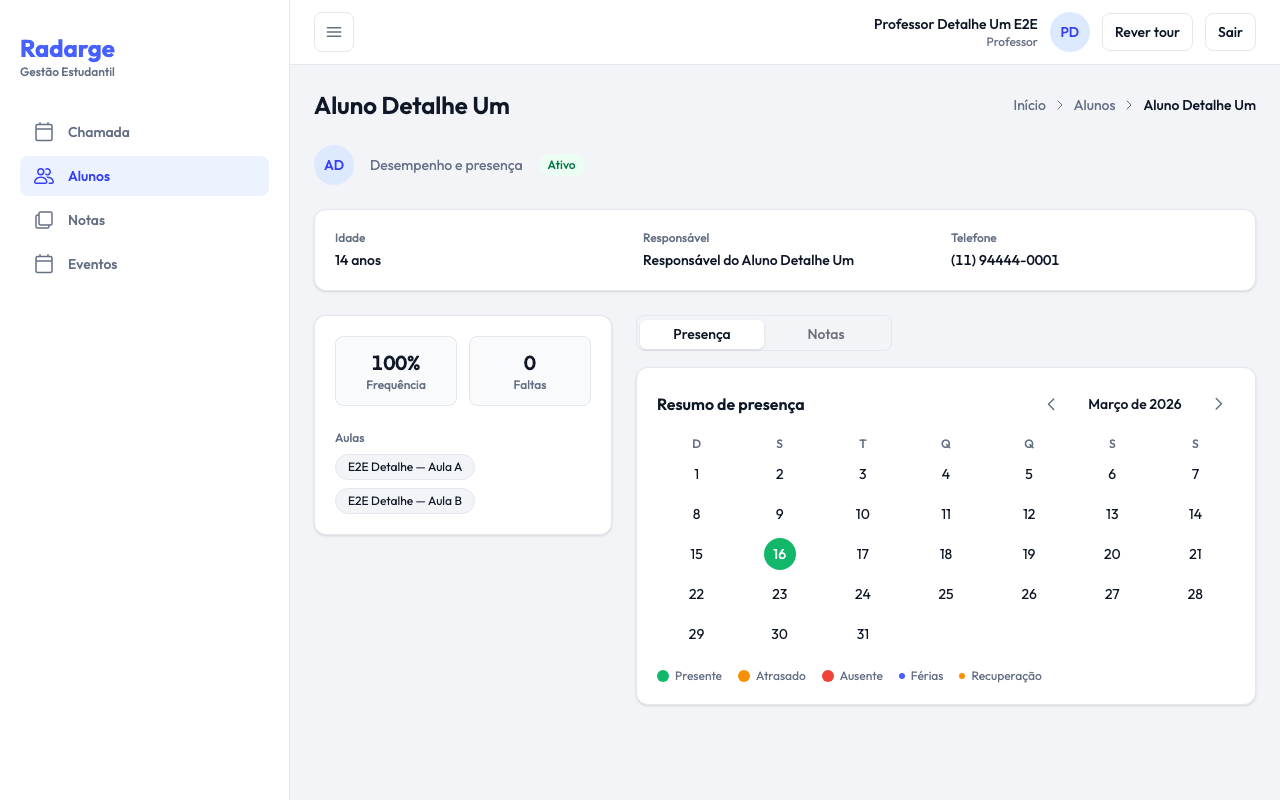 Radarge
Gestão Estudantil
Chamada
Alunos
Notas
Eventos
Professor Detalhe Um E2E
Professor
PD
Rever tour
Sair
Aluno Detalhe Um
Início > Alunos > Aluno Detalhe Um
AD
Desempenho e presença
Ativo
Idade
14 anos
Responsável
Responsável do Aluno Detalhe Um
Telefone
(11) 94444-0001
100%
Frequência
0
Faltas
Aulas
E2E Detalhe — Aula A
E2E Detalhe — Aula B
Presença
Notas
Resumo de presença
Março de 2026
D S T Q Q S S
1 2 3 4 5 6 7
8 9 10 11 12 13 14
15 16 17 18 19 20 21
22 23 24 25 26 27 28
29 30 31
Presente
Atrasado
Ausente
Férias
Recuperação